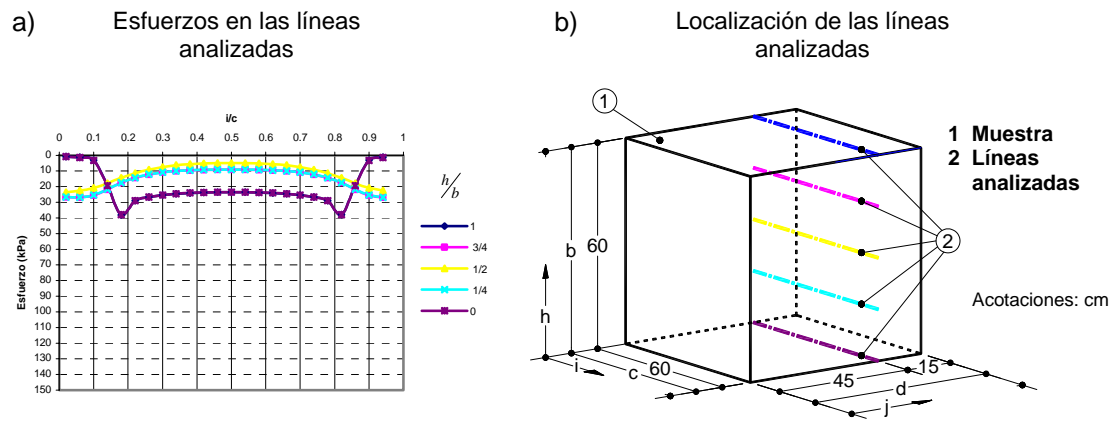 a)
Esfuerzos en las líneas
analizadas
i/c
0 0.1 0.2 0.3 0.4 0.5 0.6 0.7 0.8 0.9 1
0
10
20
30
40
50
60
70
80
90
100
110
120
130
140
150
Esfuerzo (kPa)
h/b
1
3/4
1/2
1/4
0
b)
Localización de las líneas
analizadas
1
1 Muestra
2 Líneas
analizadas
b 60
2
h
Acotaciones: cm
i
c
60
45
15
d
j